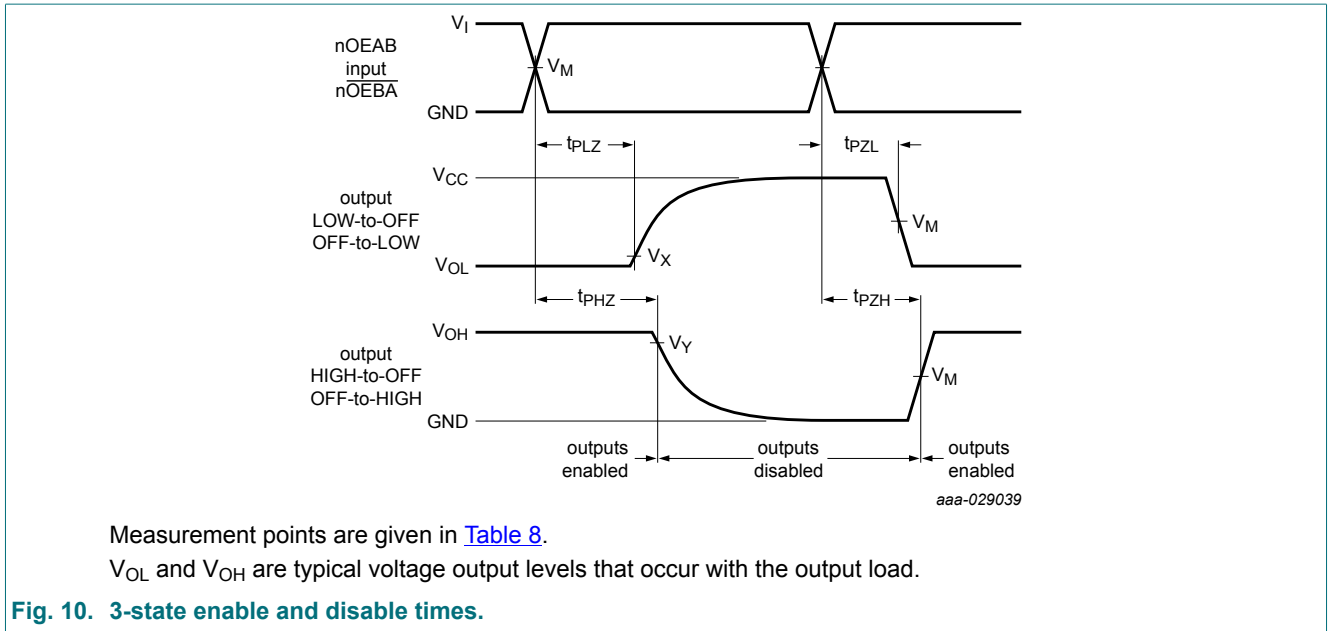 V_I
nOEAB
input
nOEBA
V_M
GND
t_PLZ
t_PZL
V_CC
output
LOW-to-OFF
OFF-to-LOW
V_M
V_OL
V_X
t_PHZ
t_PZH
V_OH
V_Y
output
HIGH-to-OFF
OFF-to-HIGH
V_M
GND
outputs
enabled
outputs
disabled
outputs
enabled
aaa-029039
Measurement points are given in Table 8.
V_OL and V_OH are typical voltage output levels that occur with the output load.
Fig. 10. 3-state enable and disable times.